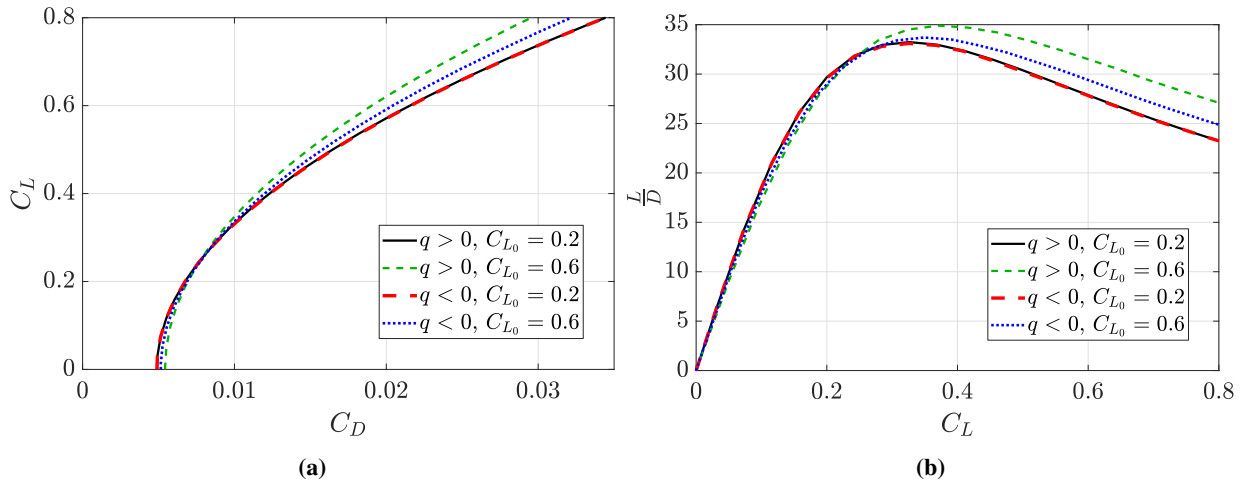 0.8
0.6
0.4
0.2
0
C_L
0
0.01
0.02
0.03
C_D
q > 0, C_{L_0} = 0.2
q > 0, C_{L_0} = 0.6
q < 0, C_{L_0} = 0.2
q < 0, C_{L_0} = 0.6
(a)
35
30
25
20
15
10
5
0
L/D
0
0.2
0.4
0.6
0.8
C_L
q > 0, C_{L_0} = 0.2
q > 0, C_{L_0} = 0.6
q < 0, C_{L_0} = 0.2
q < 0, C_{L_0} = 0.6
(b)